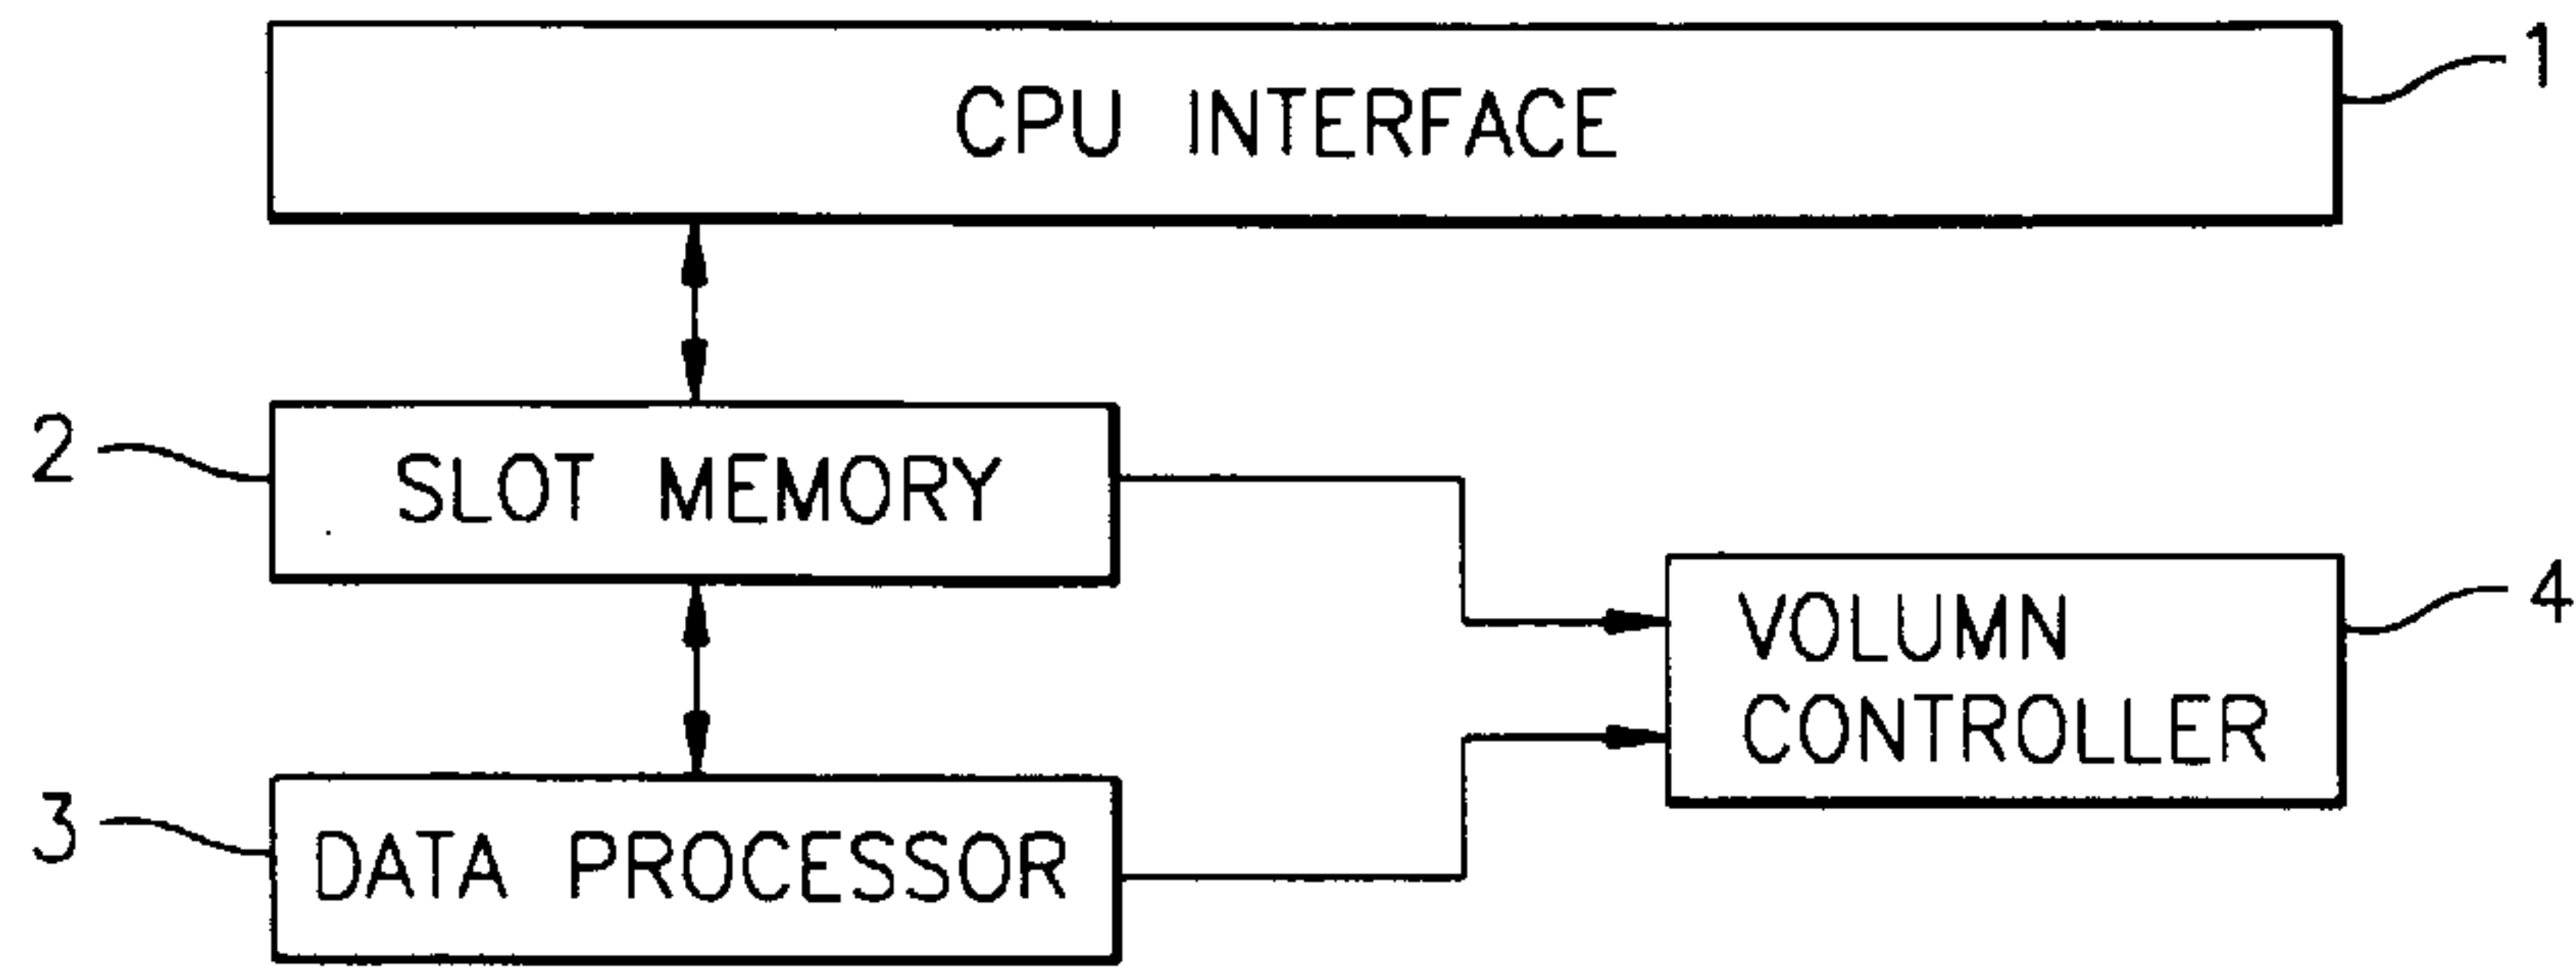 CPU INTERFACE
1
2
SLOT MEMORY
VOLUMN
CONTROLLER
4
3
DATA PROCESSOR